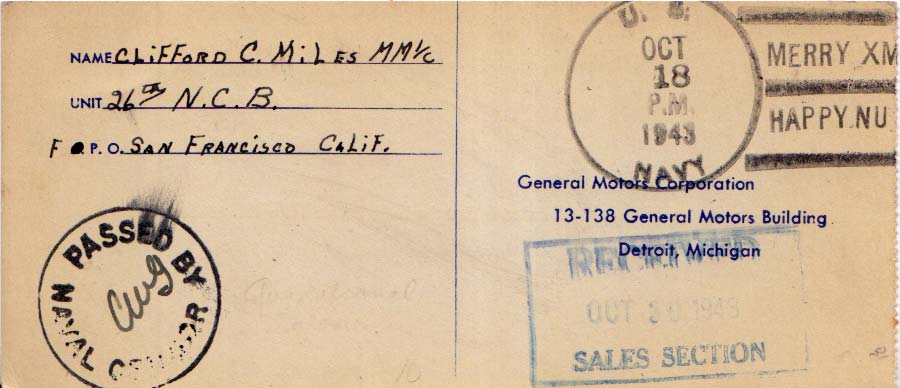 NAME CLIFFORD C. MILES MM1/C
UNIT 26TH N.C.B.
F P. O. SAN FRANCISCO CALIF.
PASSED BY
NAVAL CENSOR
U. S.
OCT
18
P.M.
1943
NAVY
MERRY XM
HAPPY NU
General Motors Corporation
13-138 General Motors Building
Detroit, Michigan
RECEIVED
OCT 30 1943
SALES SECTION